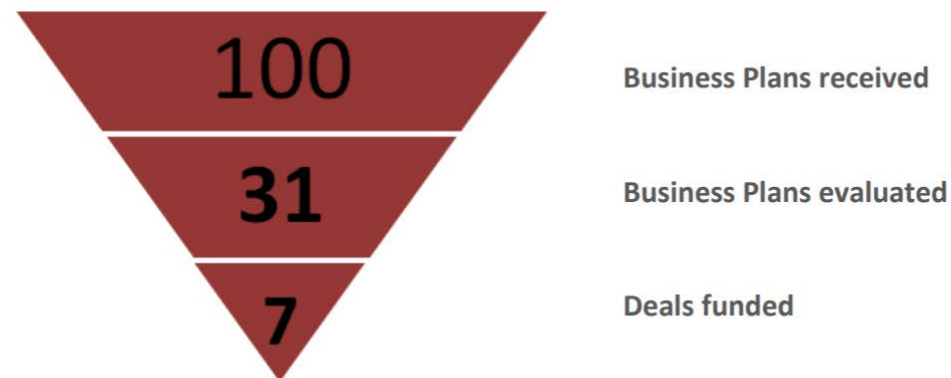 100
Business Plans received
31
Business Plans evaluated
7
Deals funded